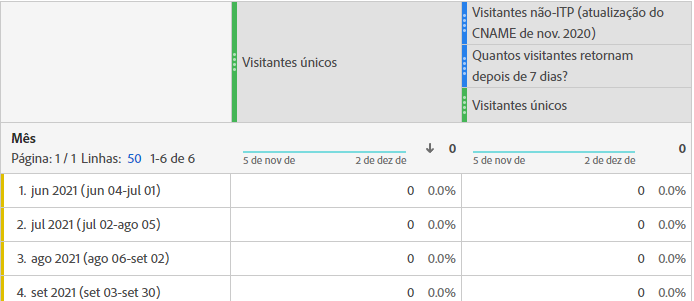 Visitantes não-ITP (atualização do
CNAME de nov. 2020)
Visitantes únicos
Quantos visitantes retornam
depois de 7 dias?
Visitantes únicos
Mês
Página: 1 / 1 Linhas: 50 1-6 de 6
5 de nov de 2 de dez de
0
5 de nov de 2 de dez de
0
1. jun 2021 (jun 04-jul 01) 0 0.0% 0 0.0%
2. jul 2021 (jul 02-ago 05) 0 0.0% 0 0.0%
3. ago 2021 (ago 06-set 02) 0 0.0% 0 0.0%
4. set 2021 (set 03-set 30) 0 0.0% 0 0.0%